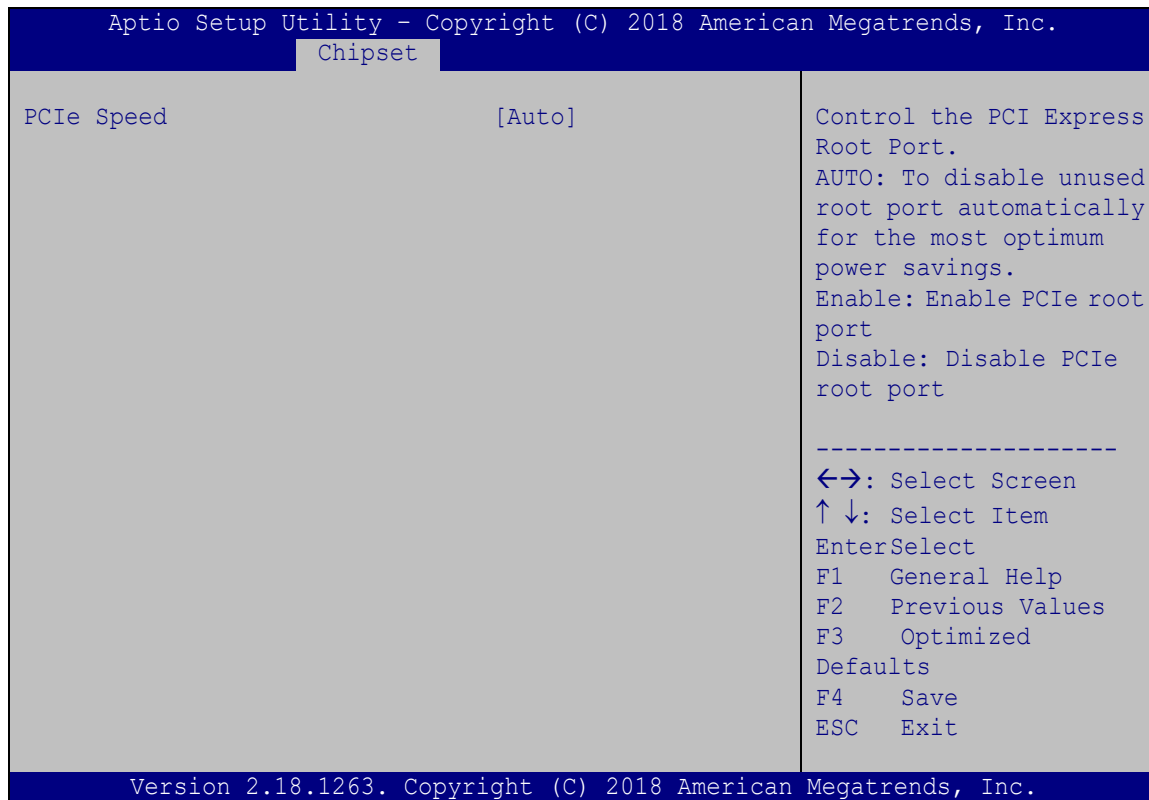 Aptio Setup Utility – Copyright (C) 2018 American Megatrends, Inc.
Chipset
PCIe Speed [Auto]
Control the PCI Express
Root Port.
AUTO: To disable unused
root port automatically
for the most optimum
power savings.
Enable: Enable PCIe root
port
Disable: Disable PCIe
root port
---------------------
←→: Select Screen
↑ ↓: Select Item
EnterSelect
F1 General Help
F2 Previous Values
F3 Optimized
Defaults
F4 Save
ESC Exit
Version 2.18.1263. Copyright (C) 2018 American Megatrends, Inc.